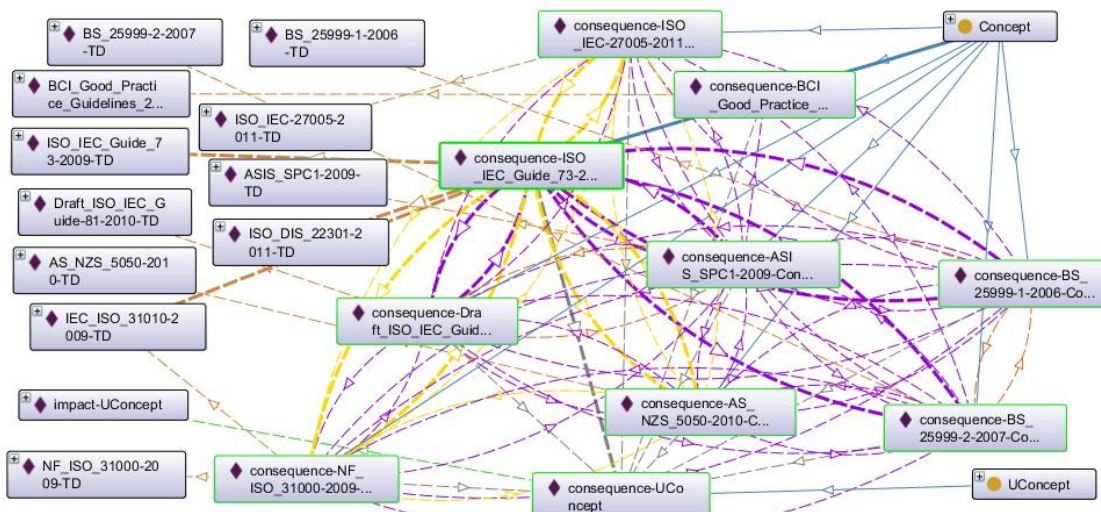 BS_25999-2-2007
-TD
BS_25999-1-2006
-TD
consequence-ISO
_IEC-27005-2011...
Concept
BCI_Good_Practi
ce_Guidelines_2...
consequence-BCI
_Good_Practice_...
ISO_IEC-27005-2
011-TD
ISO_IEC_Guide_7
3-2009-TD
consequence-ISO
_IEC_Guide_73-2...
ASIS_SPC1-2009-
TD
Draft_ISO_IEC_G
uide-81-2010-TD
ISO_DIS_22301-2
011-TD
AS_NZS_5050-201
0-TD
consequence-ASI
S_SPC1-2009-Con...
consequence-BS_
25999-1-2006-Co...
IEC_ISO_31010-2
009-TD
consequence-Dra
ft_ISO_IEC_Guid...
impact-UConcept
consequence-AS_
NZS_5050-2010-C...
consequence-BS_
25999-2-2007-Co...
NF_ISO_31000-20
09-TD
consequence-NF_
ISO_31000-2009-...
consequence-UCo
ncept
UConcept